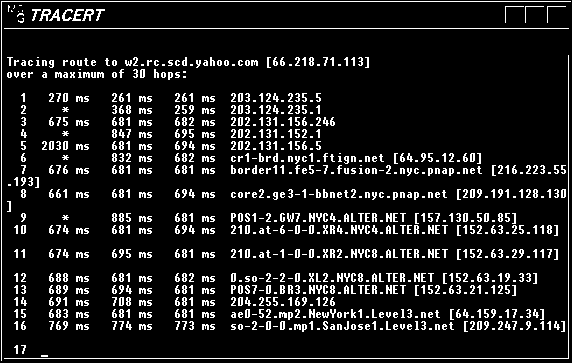 TRACERT
Tracing route to w2.rc.scd.yahoo.com [66.218.71.113]
over a maximum of 30 hops:
1 270 ms 261 ms 261 ms 203.124.235.5
2 * 368 ms 259 ms 203.124.235.1
3 675 ms 681 ms 682 ms 202.131.156.246
4 * 847 ms 695 ms 202.131.152.1
5 2030 ms 681 ms 694 ms 202.131.156.5
6 * 832 ms 682 ms cr1-brd.nyc1.ftign.net [64.95.12.60]
7 676 ms 681 ms 681 ms border11.fe5-7.fusion-2.nyc.pnap.net [216.223.55
.193]
8 661 ms 681 ms 694 ms core2.ge3-1-bbnet2.nyc.pnap.net [209.191.128.130
]
9 * 885 ms 681 ms POS1-2.GW7.NYC4.ALTER.NET [157.130.50.85]
10 674 ms 681 ms 694 ms 210.at-6-0-0.XR4.NYC4.ALTER.NET [152.63.25.118]
11 674 ms 695 ms 681 ms 210.at-1-0-0.XR2.NYC8.ALTER.NET [152.63.29.117]
12 688 ms 681 ms 682 ms 0.so-2-2-0.XL2.NYC8.ALTER.NET [152.63.19.33]
13 689 ms 694 ms 681 ms POS7-0.BR3.NYC8.ALTER.NET [152.63.21.125]
14 691 ms 708 ms 681 ms 204.255.169.126
15 683 ms 681 ms 681 ms ae0-52.mp2.NewYork1.Level3.net [64.159.17.34]
16 769 ms 774 ms 773 ms so-2-0-0.mp1.SanJose1.Level3.net [209.247.9.114]
17 _